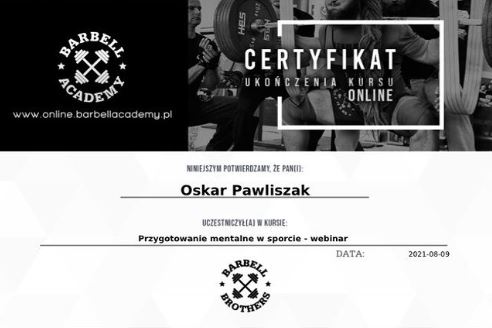 BARBELL
ACADEMY
www.online.barbellacademy.pl
CERTYFIKAT
UKOŃCZENIA KURSU
ONLINE
NINIEJSZYM POTWIERDZAMY, ŻE PAN(I):
Oskar Pawliszak
UCZESTNICZYŁ(A) W KURSIE:
Przygotowanie mentalne w sporcie - webinar
DATA: 2021-08-09
BARBELL
BROTHERS